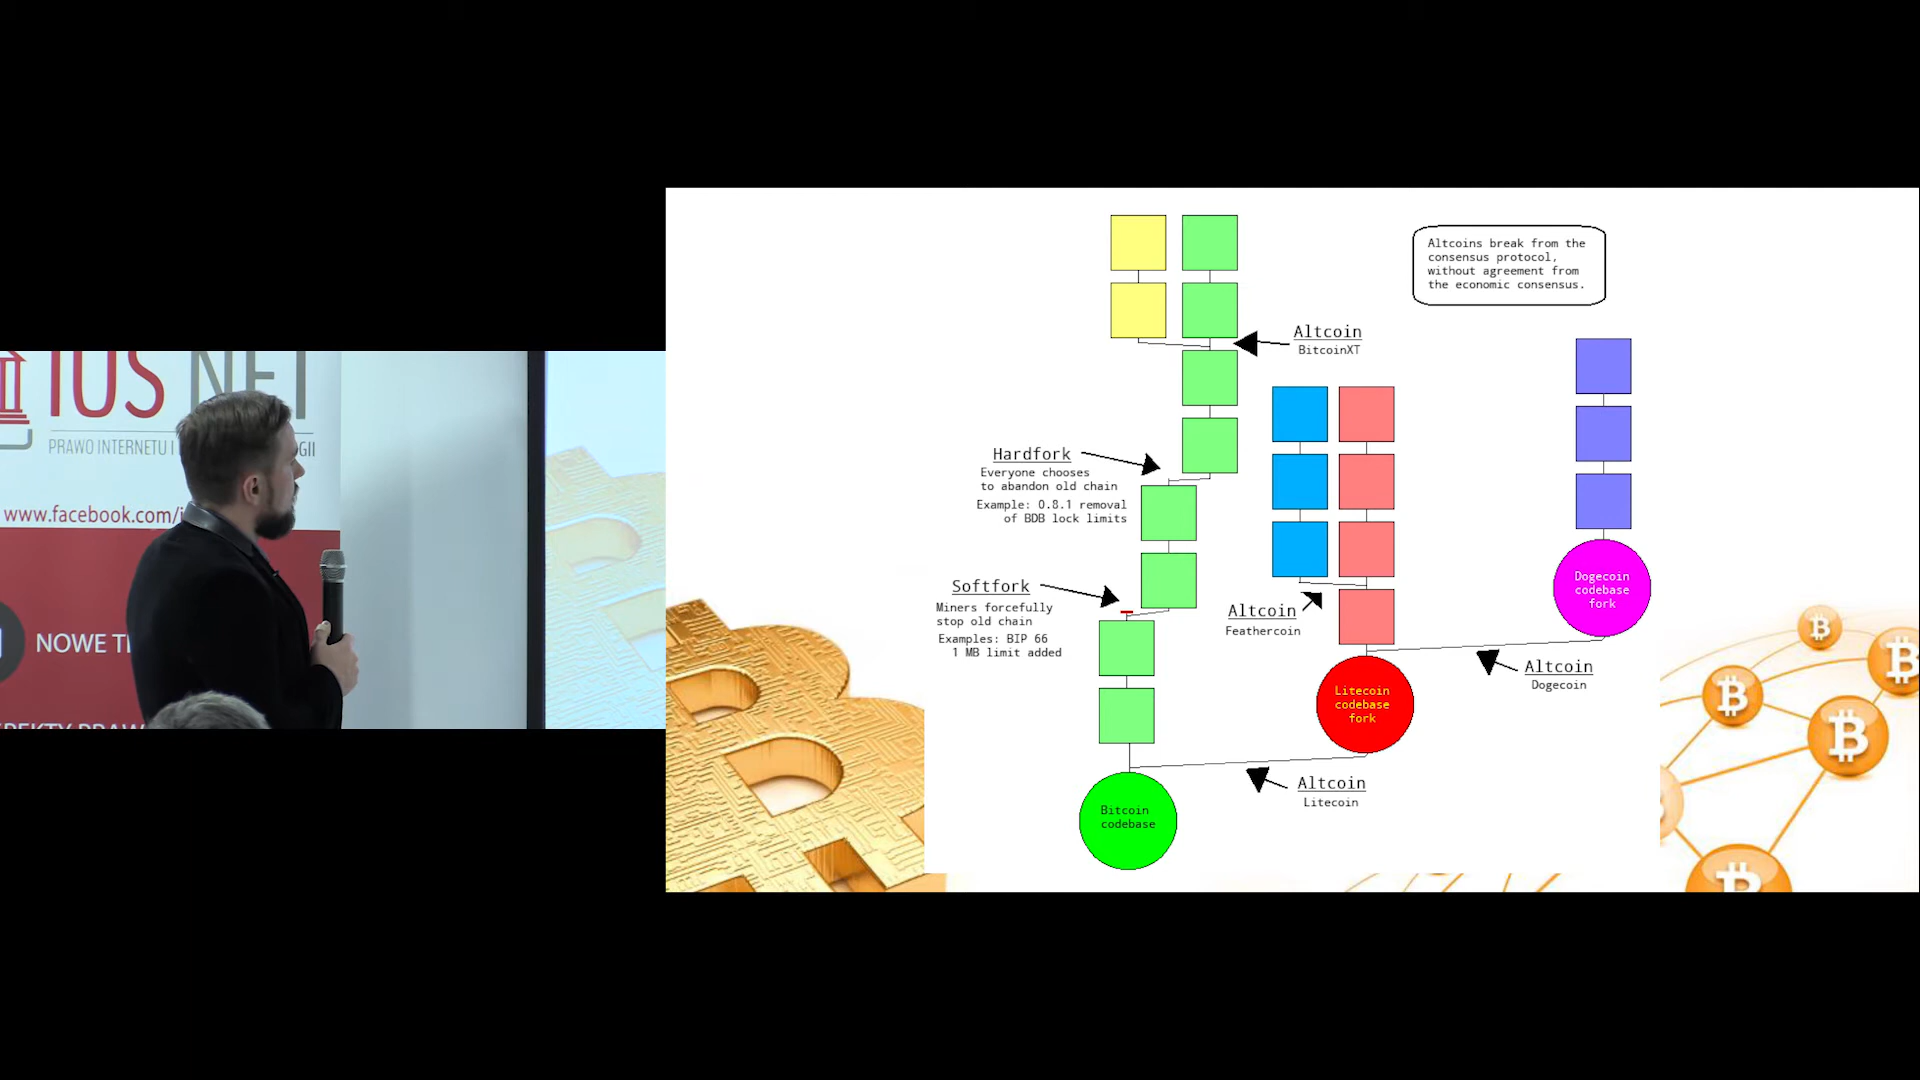 IUS NET
PRAWO INTERNETU I
www.facebook.com/i
NOWE T
Altcoins break from the
consensus protocol,
without agreement from
the economic consensus.
Altcoin
BitcoinXT
Hardfork
Everyone chooses
to abandon old chain
Example: 0.8.1 removal
of BDB lock limits
Softfork
Miners forcefully
stop old chain
Examples: BIP 66
1 MB limit added
Altcoin
Feathercoin
Dogecoin
codebase
fork
Altcoin
Dogecoin
Litecoin
codebase
fork
Altcoin
Litecoin
Bitcoin
codebase